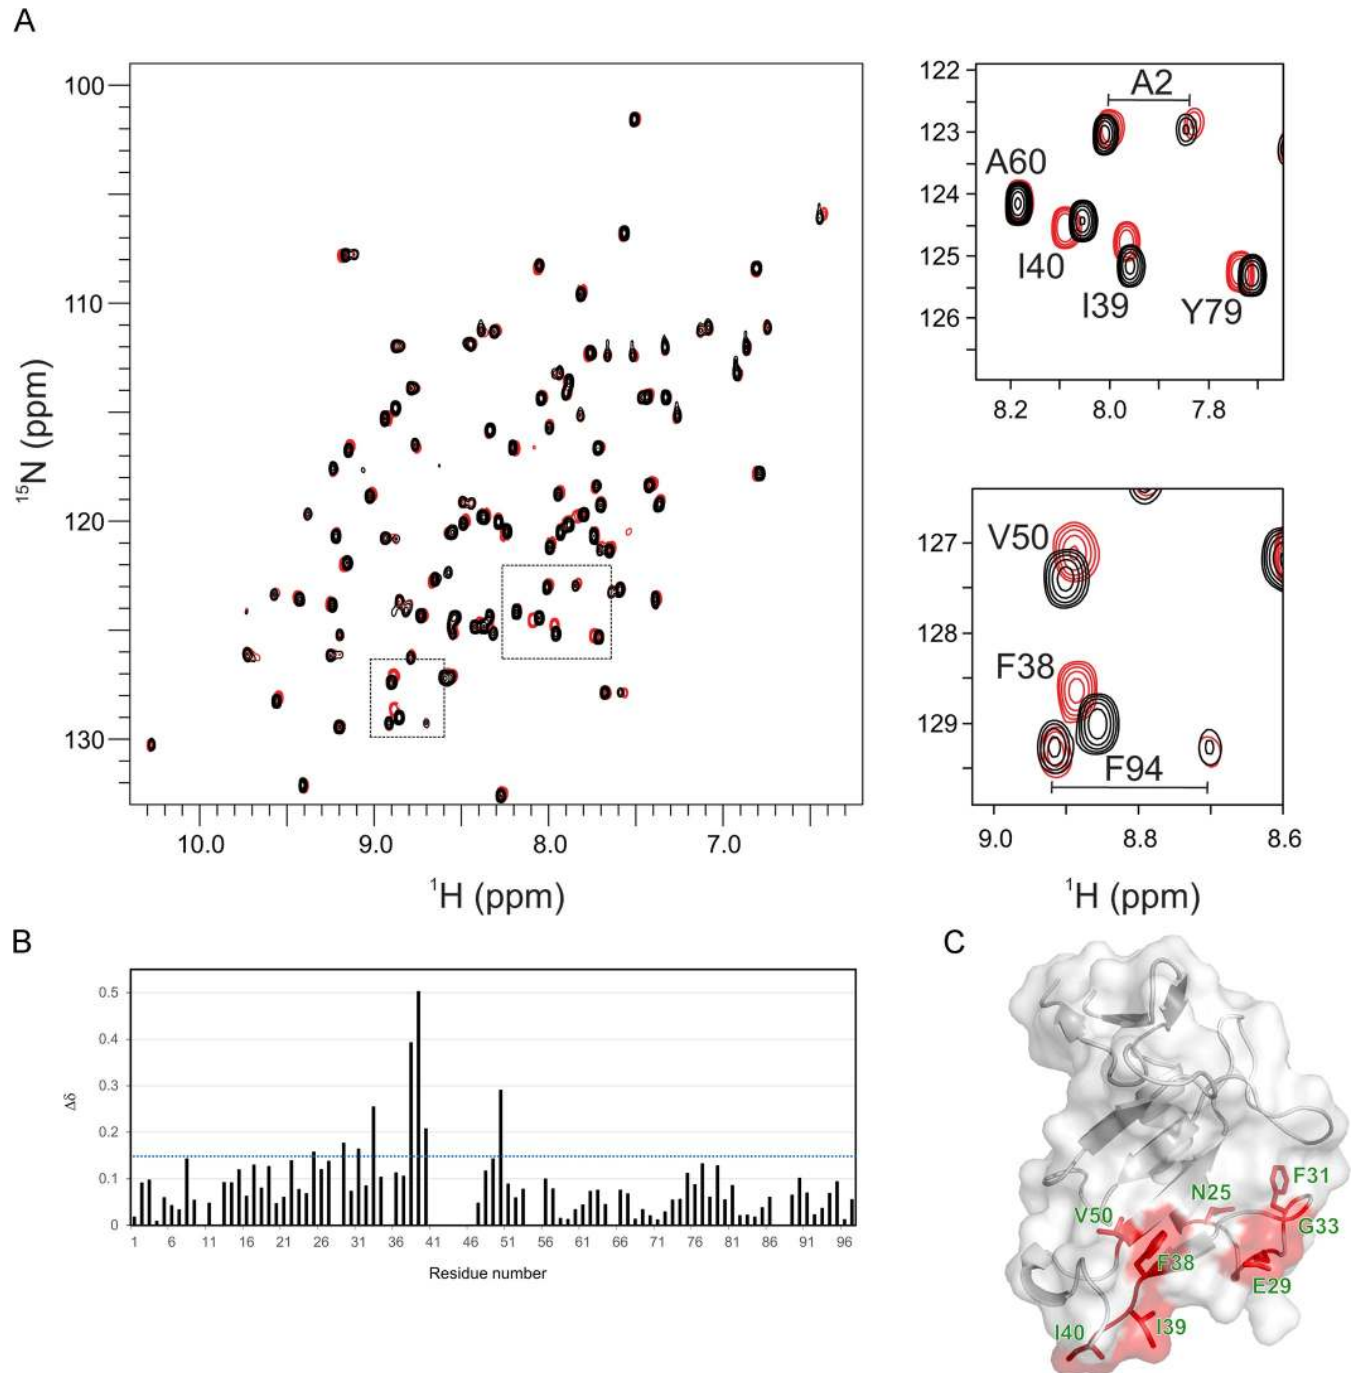 A
100
110
120
130
15N (ppm)
10.0 9.0 8.0 7.0
1H (ppm)
122
123
124
125
126
A2
A60
I40
I39
Y79
8.2 8.0 7.8
127
128
129
V50
F38
F94
9.0 8.8 8.6
1H (ppm)
B
0.5
0.4
0.3
0.2
0.1
0
Δδ
1 6 11 16 21 26 31 36 41 46 51 56 61 66 71 76 81 86 91 96
Residue number
C
F31
N25
G33
V50
F38
E29
I40
I39